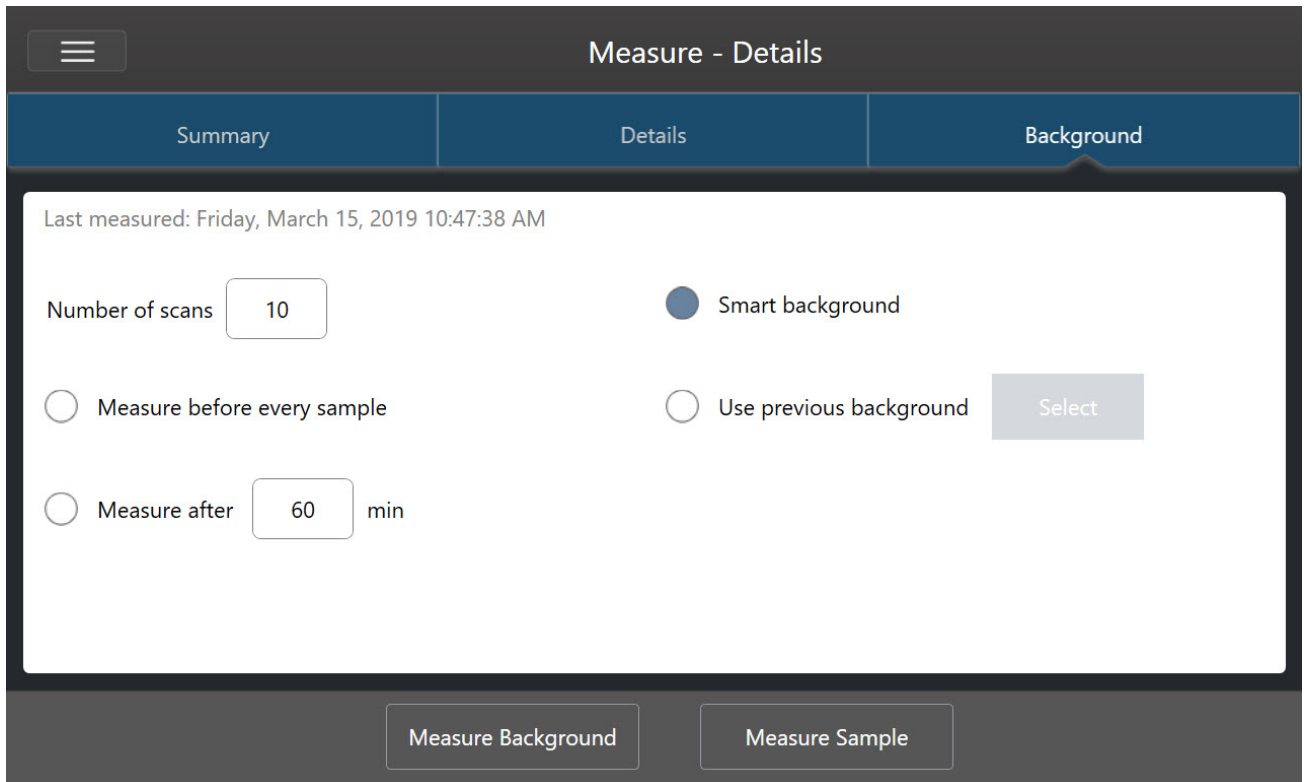 Measure - Details
Summary
Details
Background
Last measured: Friday, March 15, 2019 10:47:38 AM
Number of scans 10
Smart background
Measure before every sample
Use previous background
Select
Measure after 60 min
Measure Background
Measure Sample